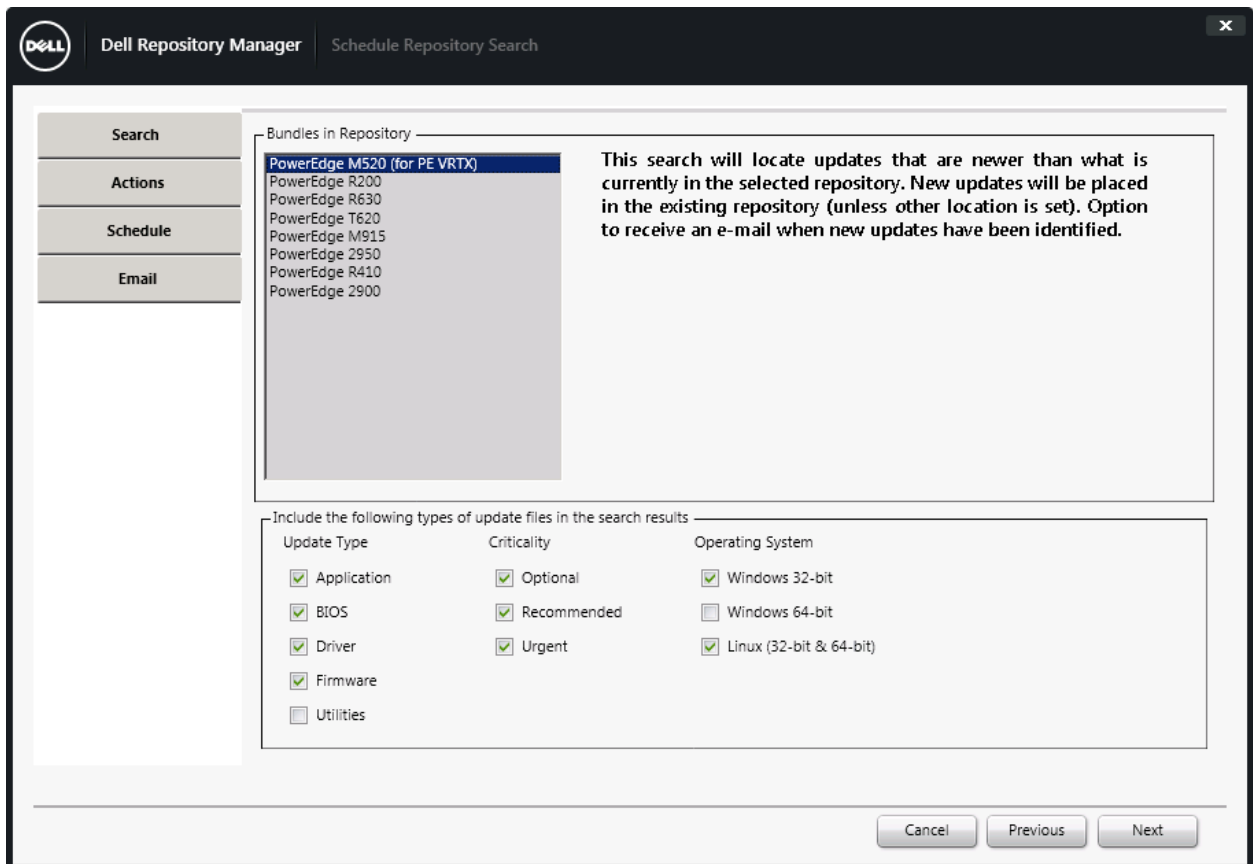 DELL
Dell Repository Manager
Schedule Repository Search
x
Search
Actions
Schedule
Email
Bundles in Repository
PowerEdge M520 (for PE VRTX)
PowerEdge R200
PowerEdge R630
PowerEdge T620
PowerEdge M915
PowerEdge 2950
PowerEdge R410
PowerEdge 2900
This search will locate updates that are newer than what is
currently in the selected repository. New updates will be placed
in the existing repository (unless other location is set). Option
to receive an e-mail when new updates have been identified.
Include the following types of update files in the search results
Update Type
Application
BIOS
Driver
Firmware
Utilities
Criticality
Optional
Recommended
Urgent
Operating System
Windows 32-bit
Windows 64-bit
Linux (32-bit & 64-bit)
Cancel
Previous
Next